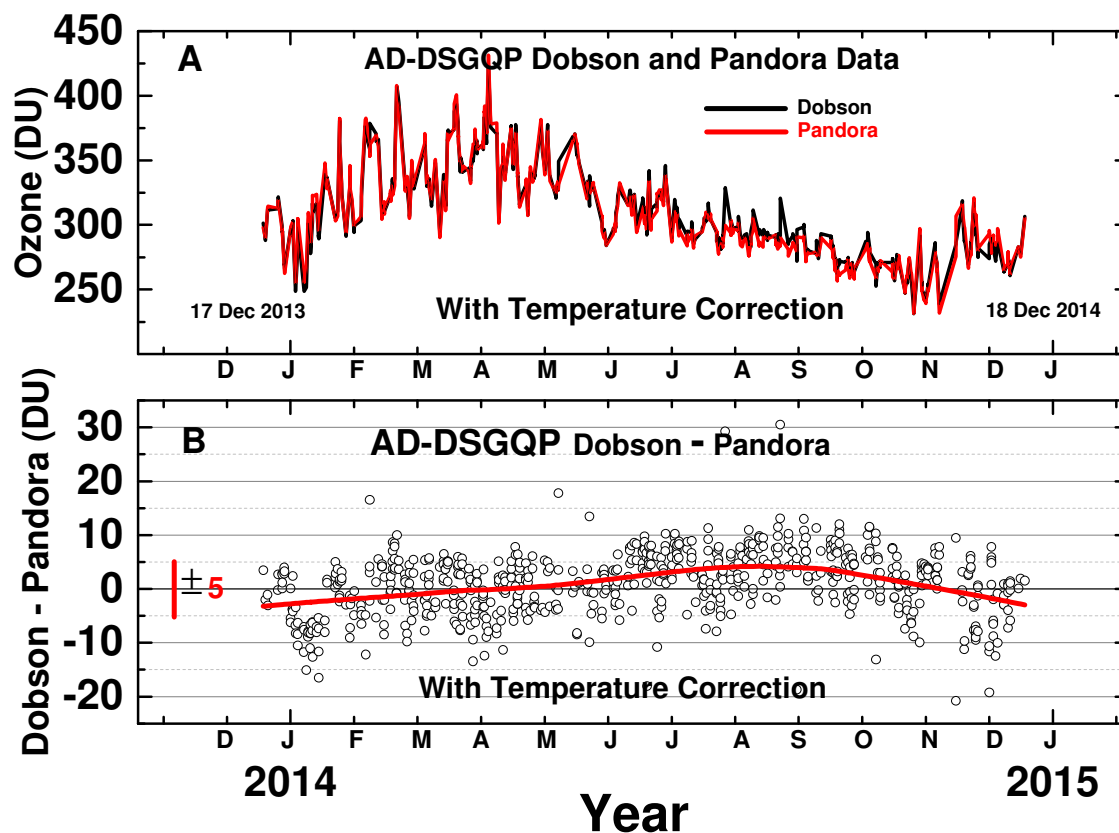 450
400
350
300
250
Ozone (DU)
A
AD-DSGQP Dobson and Pandora Data
Dobson
Pandora
17 Dec 2013
With Temperature Correction
18 Dec 2014
D J F M A M J J A S O N D J
30
20
10
0
-10
-20
Dobson - Pandora (DU)
B
AD-DSGQP Dobson - Pandora
± 5
With Temperature Correction
D J F M A M J J A S O N D J
2014 2015
Year